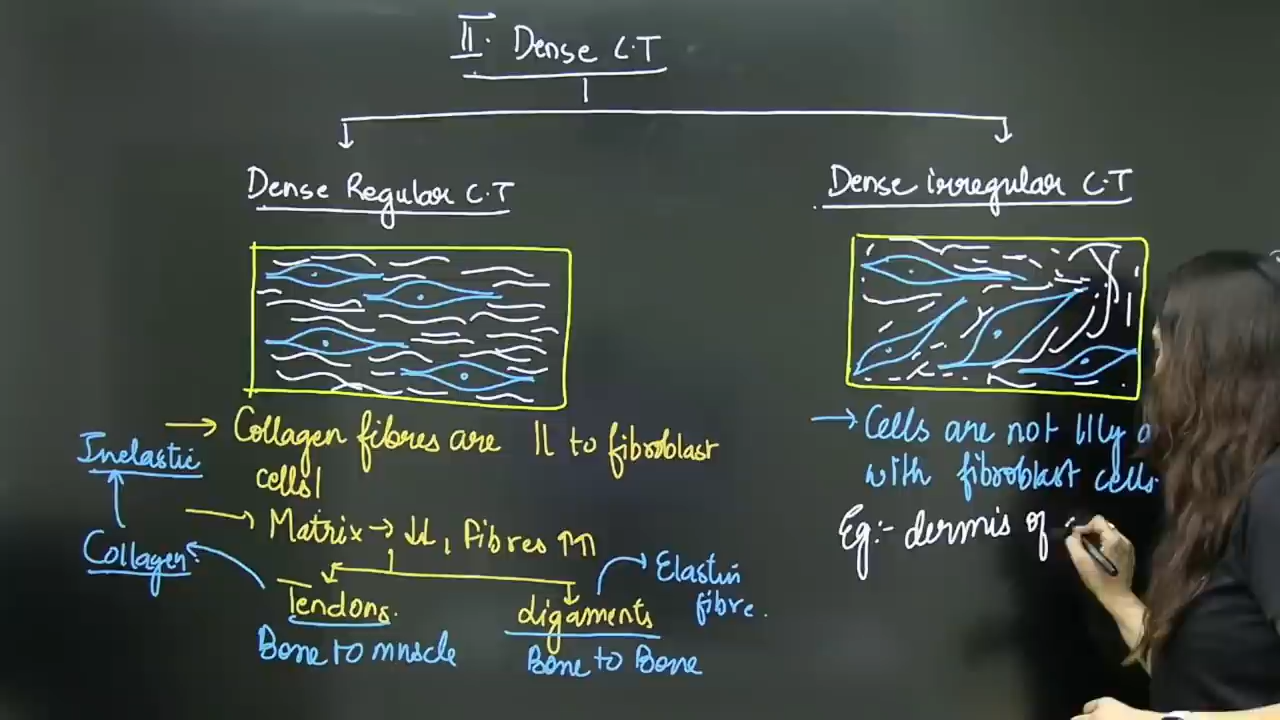 II. Dense C.T
Dense Regular C.T
Dense irregular C.T
→ Collagen fibres are || to fibroblast
cells
→ Matrix → ↓↓, Fibres ↑↑
Tendons.
Bone to muscle
ligaments
Bone to Bone
Elastin
fibre.
Collagen
Inelastic
→ Cells are not llly
with fibroblast cells.
Eg:- dermis of